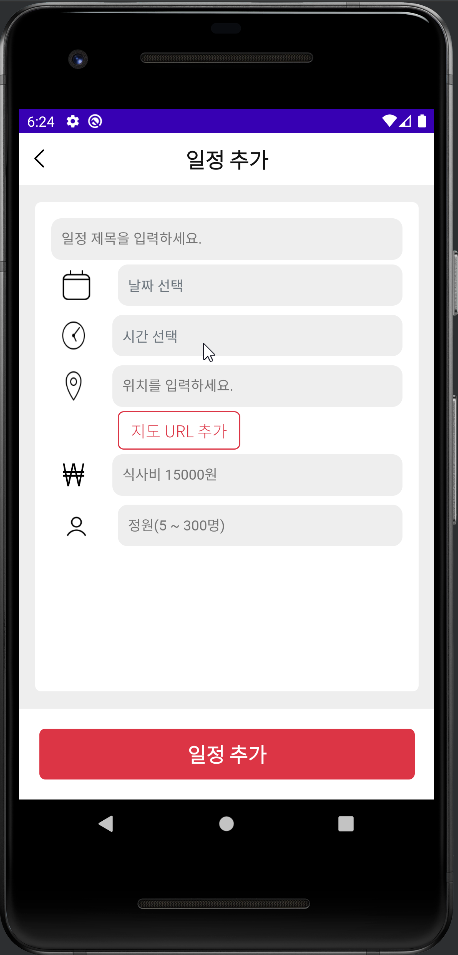 6:24
일정 추가
일정 제목을 입력하세요.
날짜 선택
시간 선택
위치를 입력하세요.
지도 URL 추가
식사비 15000원
정원(5 ~ 300명)
일정 추가